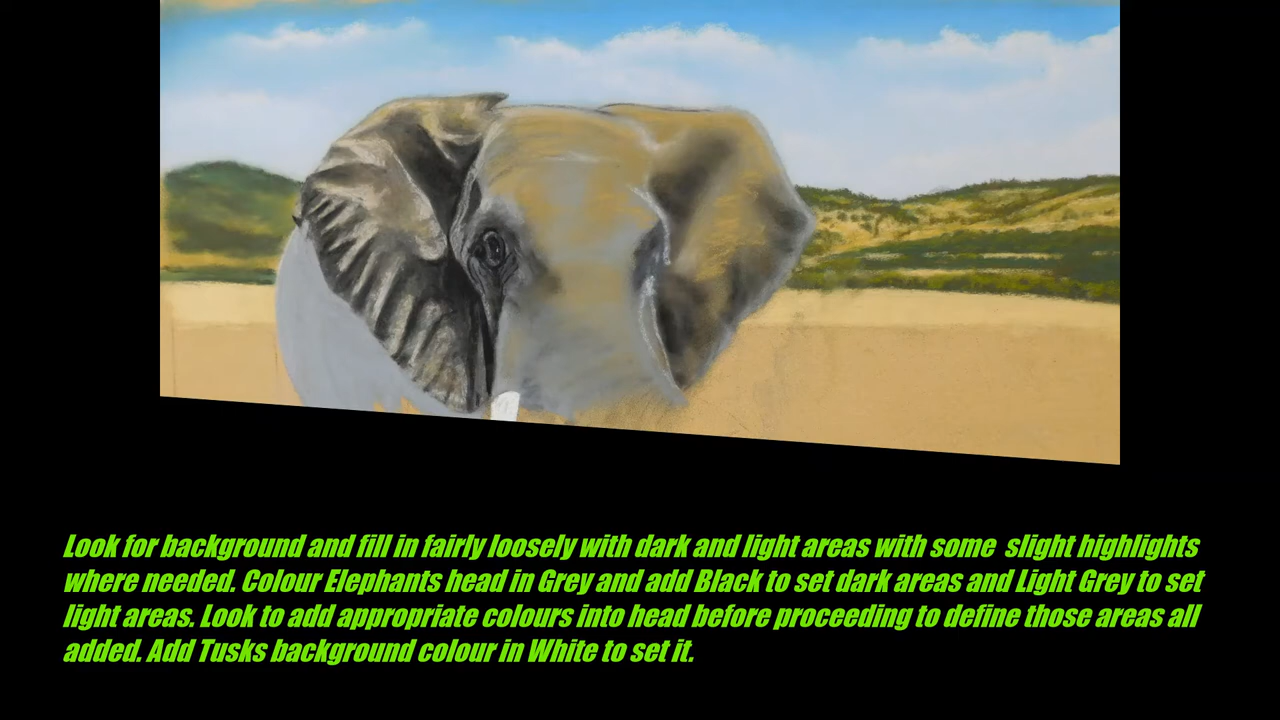 Look for background and fill in fairly loosely with dark and light areas with some  slight highlights
where needed. Colour Elephants head in Grey and add Black to set dark areas and Light Grey to set
light areas. Look to add appropriate colours into head before proceeding to define those areas all
added. Add Tusks background colour in White to set it.